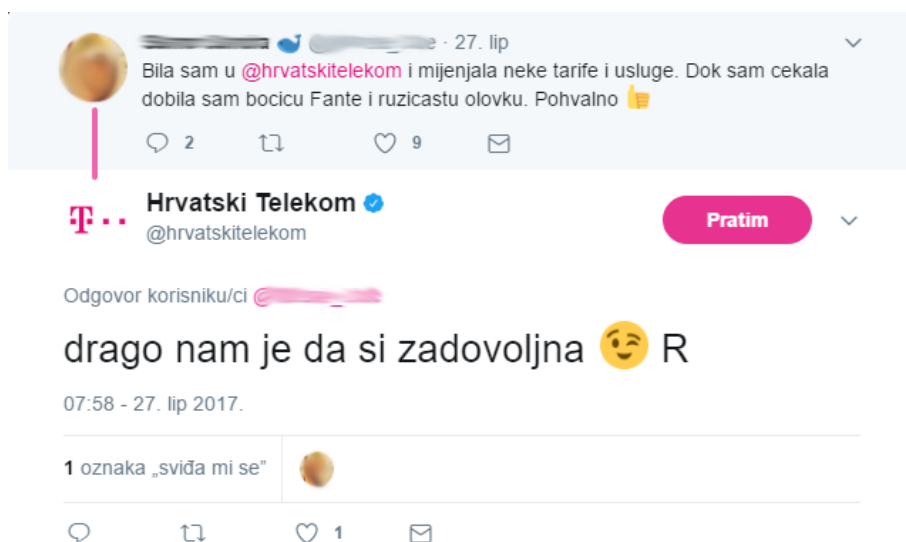 27. lip
Bila sam u @hrvatskitelekom i mijenjala neke tarife i usluge. Dok sam cekala
dobila sam bocicu Fante i ruzicastu olovku. Pohvalno
2 9
T
Hrvatski Telekom
@hrvatskitelekom
Pratim
Odgovor korisniku/ci
drago nam je da si zadovoljna R
07:58 - 27. lip 2017.
1 oznaka „sviđa mi se”
1